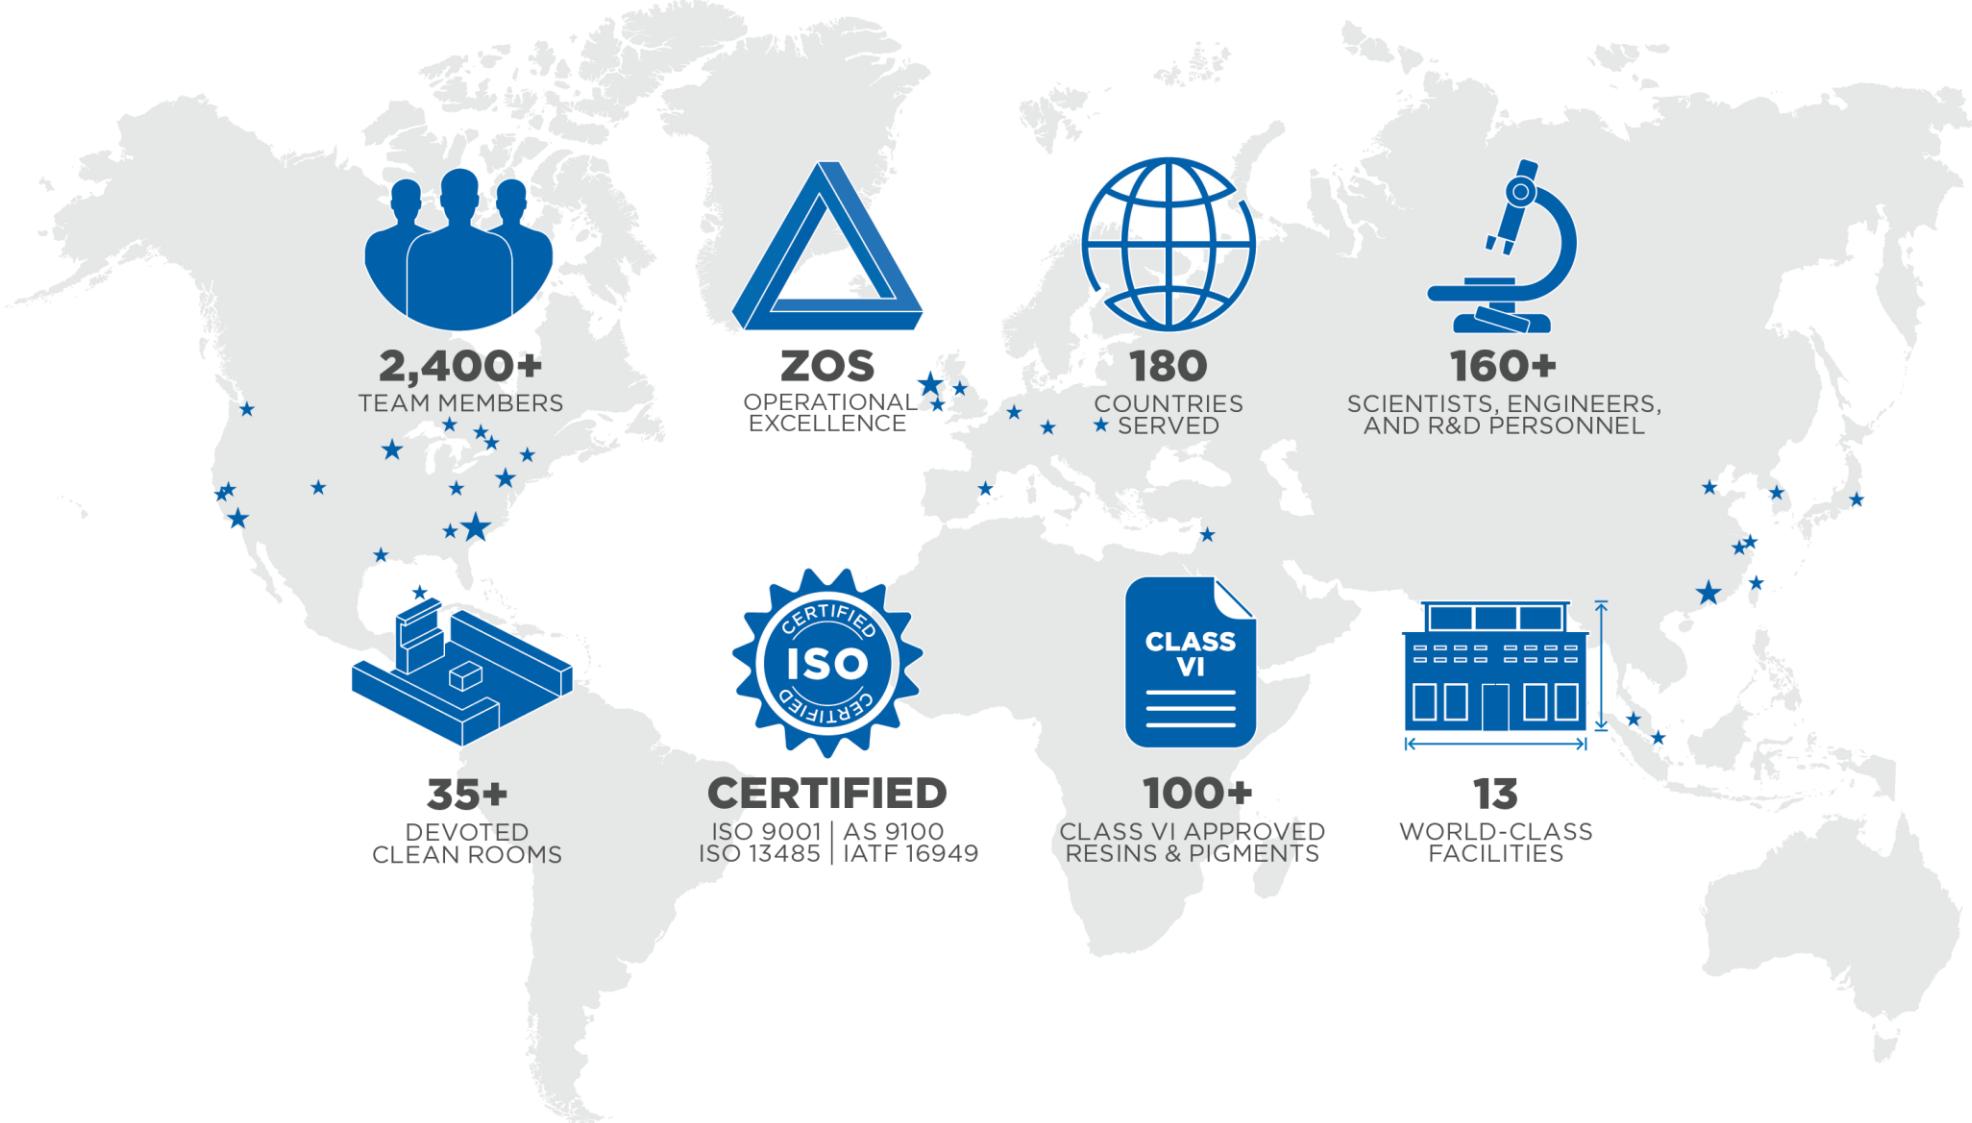 2,400+
TEAM MEMBERS
ZOS
OPERATIONAL
EXCELLENCE
180
COUNTRIES
SERVED
160+
SCIENTISTS, ENGINEERS,
AND R&D PERSONNEL
35+
DEVOTED
CLEAN ROOMS
CERTIFIED
ISO
CERTIFIED
CERTIFIED
ISO 9001 | AS 9100
ISO 13485 | IATF 16949
CLASS
VI
100+
CLASS VI APPROVED
RESINS & PIGMENTS
13
WORLD-CLASS
FACILITIES